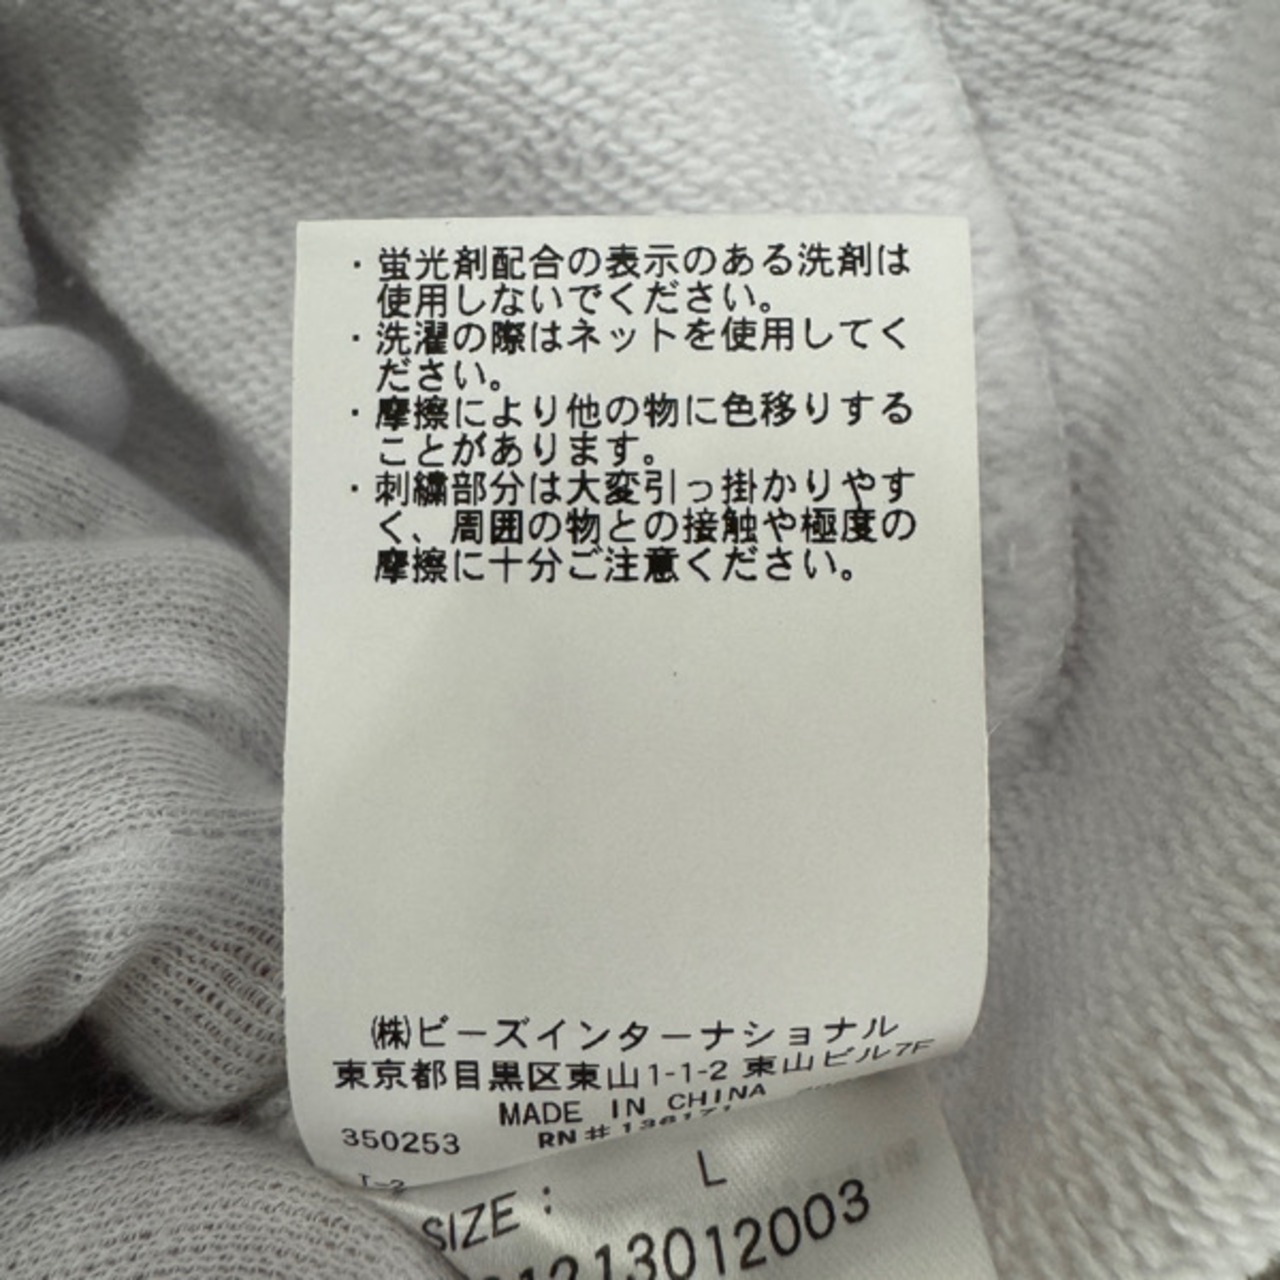 ・蛍光剤配合の表示のある洗剤は
使用しないでください。
・洗濯の際はネットを使用してく
ださい。
・摩擦により他の物に色移りする
ことがあります。
・刺繍部分は大変引っ掛かりやす
く、周囲の物との接触や極度の
摩擦に十分ご注意ください。
㈱ビーズインターナショナル
東京都目黒区東山1-1-2 東山ビル7F
MADE IN CHINA
350253 RN#136171
T-2
SIZE : L
213012003